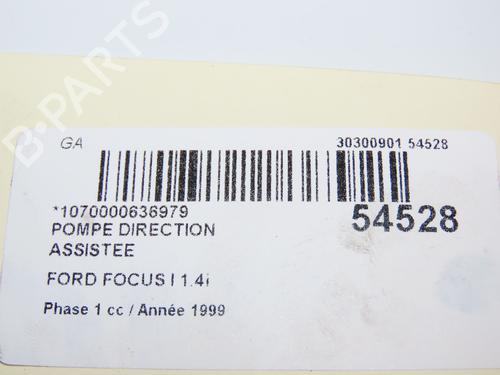 B-PARTS
GA
30300901 54528
*1070000636979
54528
POMPE DIRECTION
ASSISTEE
FORD FOCUS I 1.4i
Phase 1 cc / Année 1999